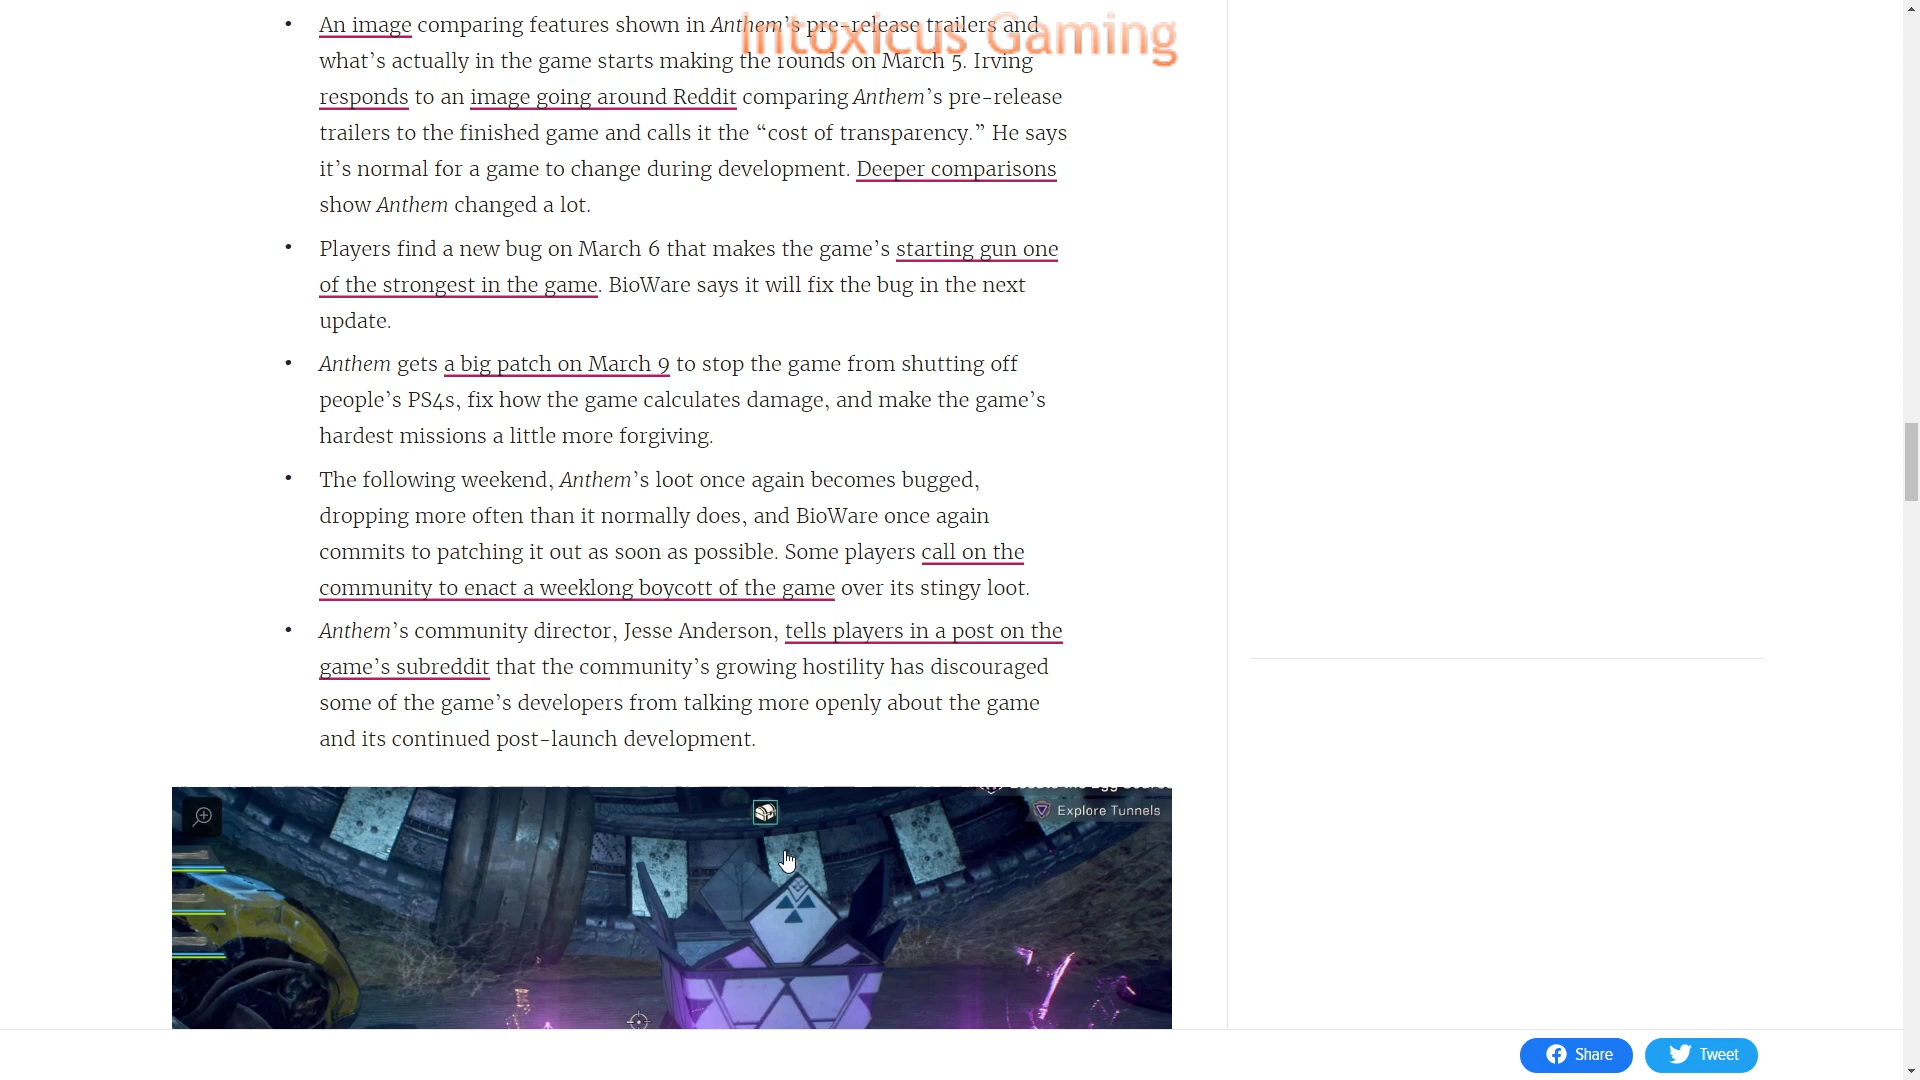 Intoxicus Gaming
• An image comparing features shown in Anthem’s pre-release trailers and
what’s actually in the game starts making the rounds on March 5. Irving
responds to an image going around Reddit comparing Anthem’s pre-release
trailers to the finished game and calls it the “cost of transparency.” He says
it’s normal for a game to change during development. Deeper comparisons
show Anthem changed a lot.
• Players find a new bug on March 6 that makes the game’s starting gun one
of the strongest in the game. BioWare says it will fix the bug in the next
update.
• Anthem gets a big patch on March 9 to stop the game from shutting off
people’s PS4s, fix how the game calculates damage, and make the game’s
hardest missions a little more forgiving.
• The following weekend, Anthem’s loot once again becomes bugged,
dropping more often than it normally does, and BioWare once again
commits to patching it out as soon as possible. Some players call on the
community to enact a weeklong boycott of the game over its stingy loot.
• Anthem’s community director, Jesse Anderson, tells players in a post on the
game’s subreddit that the community’s growing hostility has discouraged
some of the game’s developers from talking more openly about the game
and its continued post-launch development.
Explore Tunnels
Share
Tweet